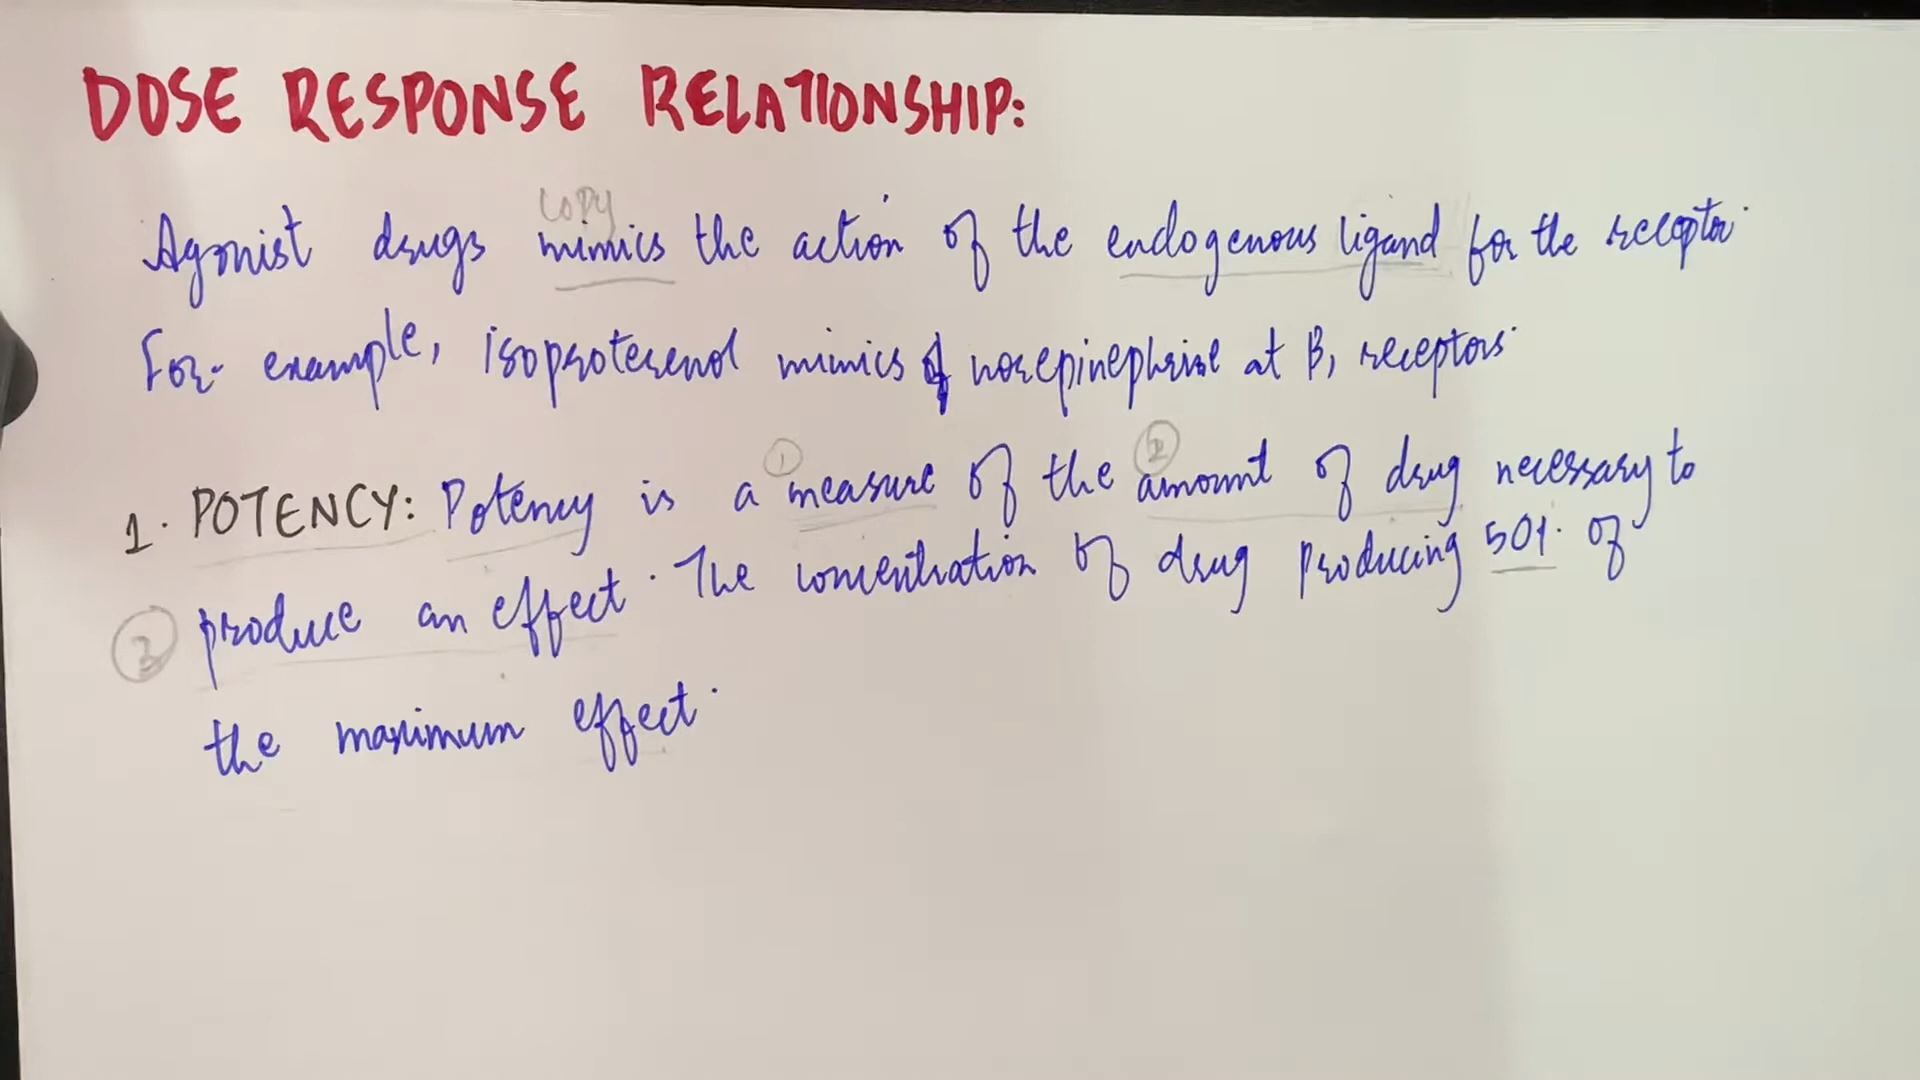 DOSE RESPONSE RELATIONSHIP:
copy
Agonist drugs mimics the action of the endogenous ligand for the receptor.
For example, isoproterenol mimics norepinephrine at β1 receptors.
① ②
1. POTENCY: Potency is a measure of the amount of drug necessary to
③ produce an effect. The concentration of drug producing 50% of
the maximum effect.